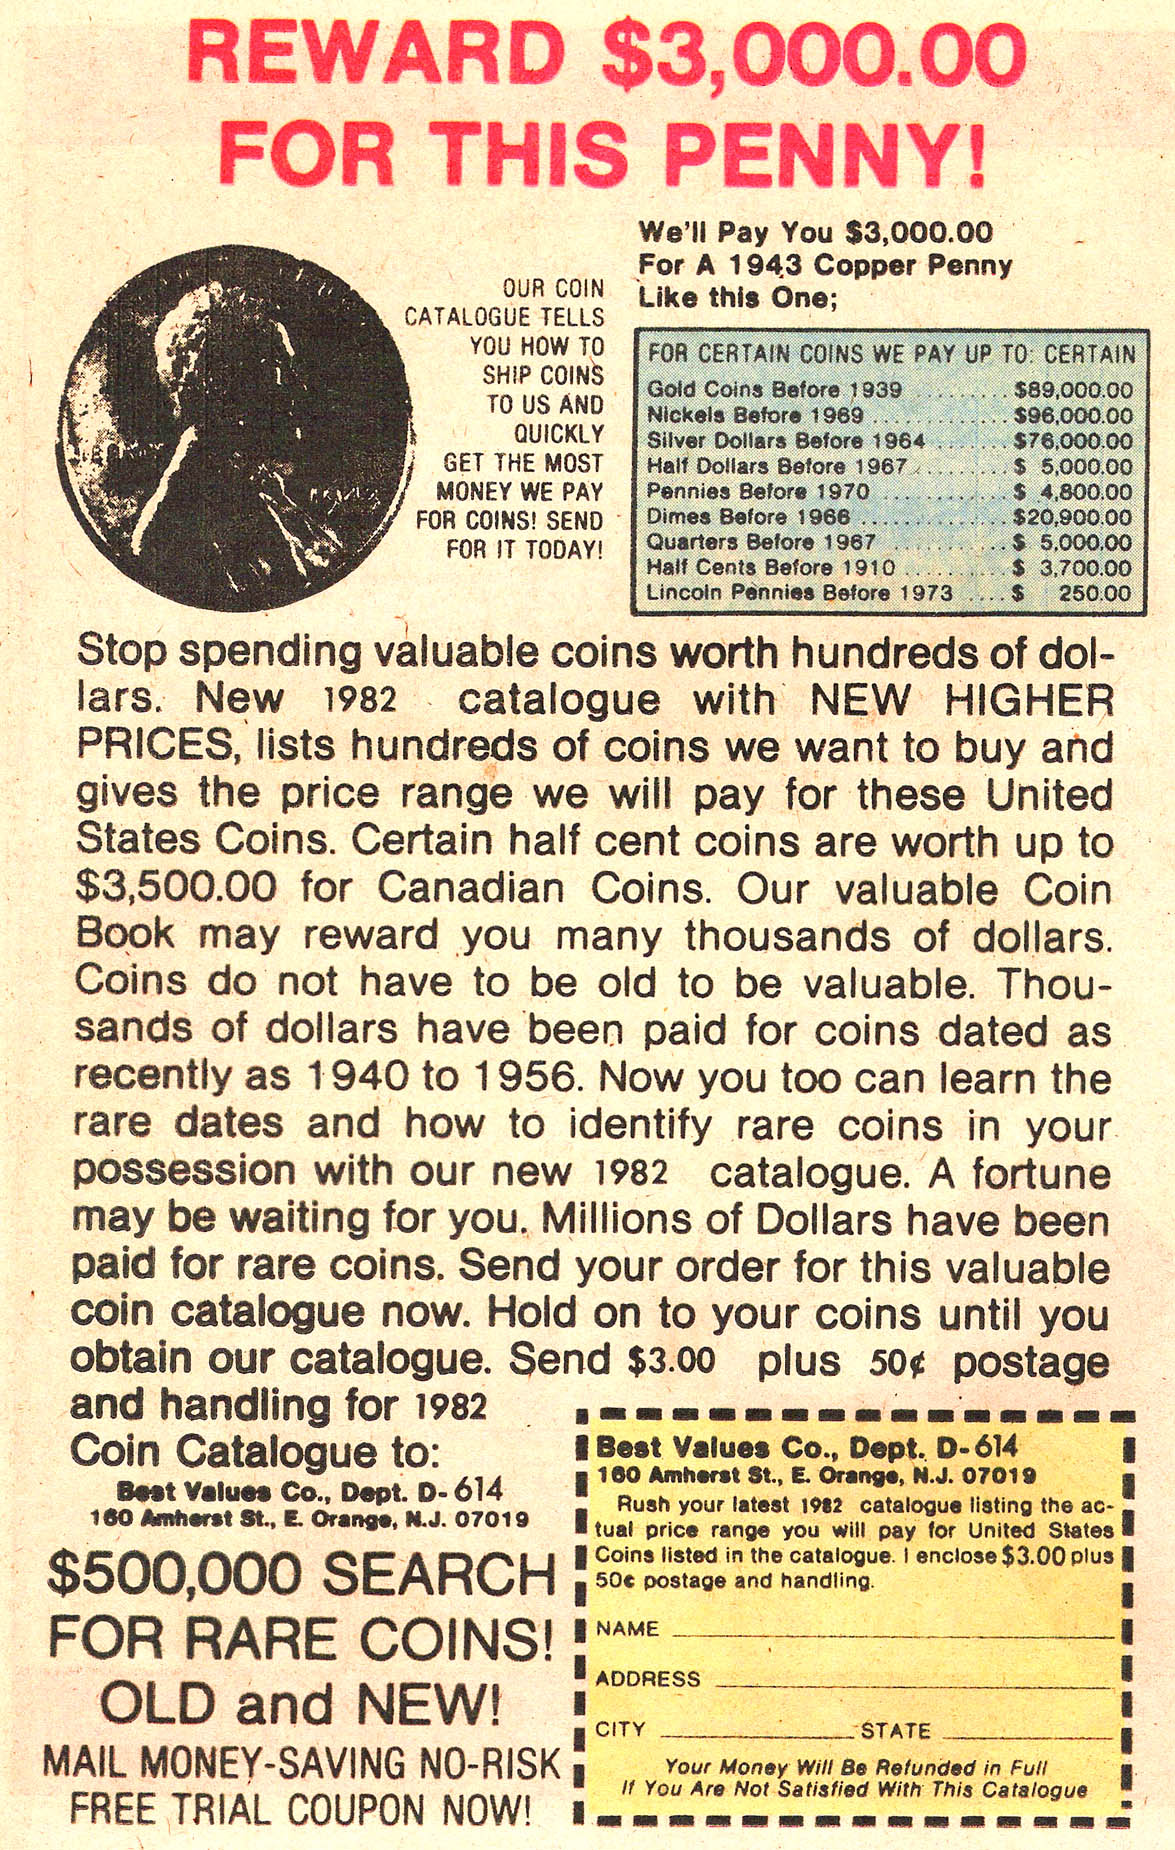 REWARD $3,000.00
FOR THIS PENNY!
OUR COIN
CATALOGUE TELLS
YOU HOW TO
SHIP COINS
TO US AND
QUICKLY
GET THE MOST
MONEY WE PAY
FOR COINS! SEND
FOR IT TODAY!
We'll Pay You $3,000.00
For A 1943 Copper Penny
Like this One;
FOR CERTAIN COINS WE PAY UP TO: CERTAIN
Gold Coins Before 1939 ......... $89,000.00
Nickels Before 1969 ............. $96,000.00
Silver Dollars Before 1964 ....... $76,000.00
Half Dollars Before 1967 ......... $ 5,000.00
Pennies Before 1970 ............ $ 4,800.00
Dimes Before 1966 .............. $20,900.00
Quarters Before 1967 ............ $ 5,000.00
Half Cents Before 1910 .......... $ 3,700.00
Lincoln Pennies Before 1973 .... $ 250.00
Stop spending valuable coins worth hundreds of dol-
lars. New 1982 catalogue with NEW HIGHER
PRICES, lists hundreds of coins we want to buy and
gives the price range we will pay for these United
States Coins. Certain half cent coins are worth up to
$3,500.00 for Canadian Coins. Our valuable Coin
Book may reward you many thousands of dollars.
Coins do not have to be old to be valuable. Thou-
sands of dollars have been paid for coins dated as
recently as 1940 to 1956. Now you too can learn the
rare dates and how to identify rare coins in your
possession with our new 1982 catalogue. A fortune
may be waiting for you. Millions of Dollars have been
paid for rare coins. Send your order for this valuable
coin catalogue now. Hold on to your coins until you
obtain our catalogue. Send $3.00 plus 50¢ postage
and handling for 1982
Coin Catalogue to:
Best Values Co., Dept. D-614
160 Amherst St., E. Orange, N.J. 07019
$500,000 SEARCH
FOR RARE COINS!
OLD and NEW!
MAIL MONEY-SAVING NO-RISK
FREE TRIAL COUPON NOW!
Best Values Co., Dept. D-614
160 Amherst St., E. Orange, N.J. 07019
Rush your latest 1982 catalogue listing the ac-
tual price range you will pay for United States
Coins listed in the catalogue. I enclose $3.00 plus
50¢ postage and handling.
NAME
ADDRESS
CITY STATE
Your Money Will Be Refunded in Full
If You Are Not Satisfied With This Catalogue